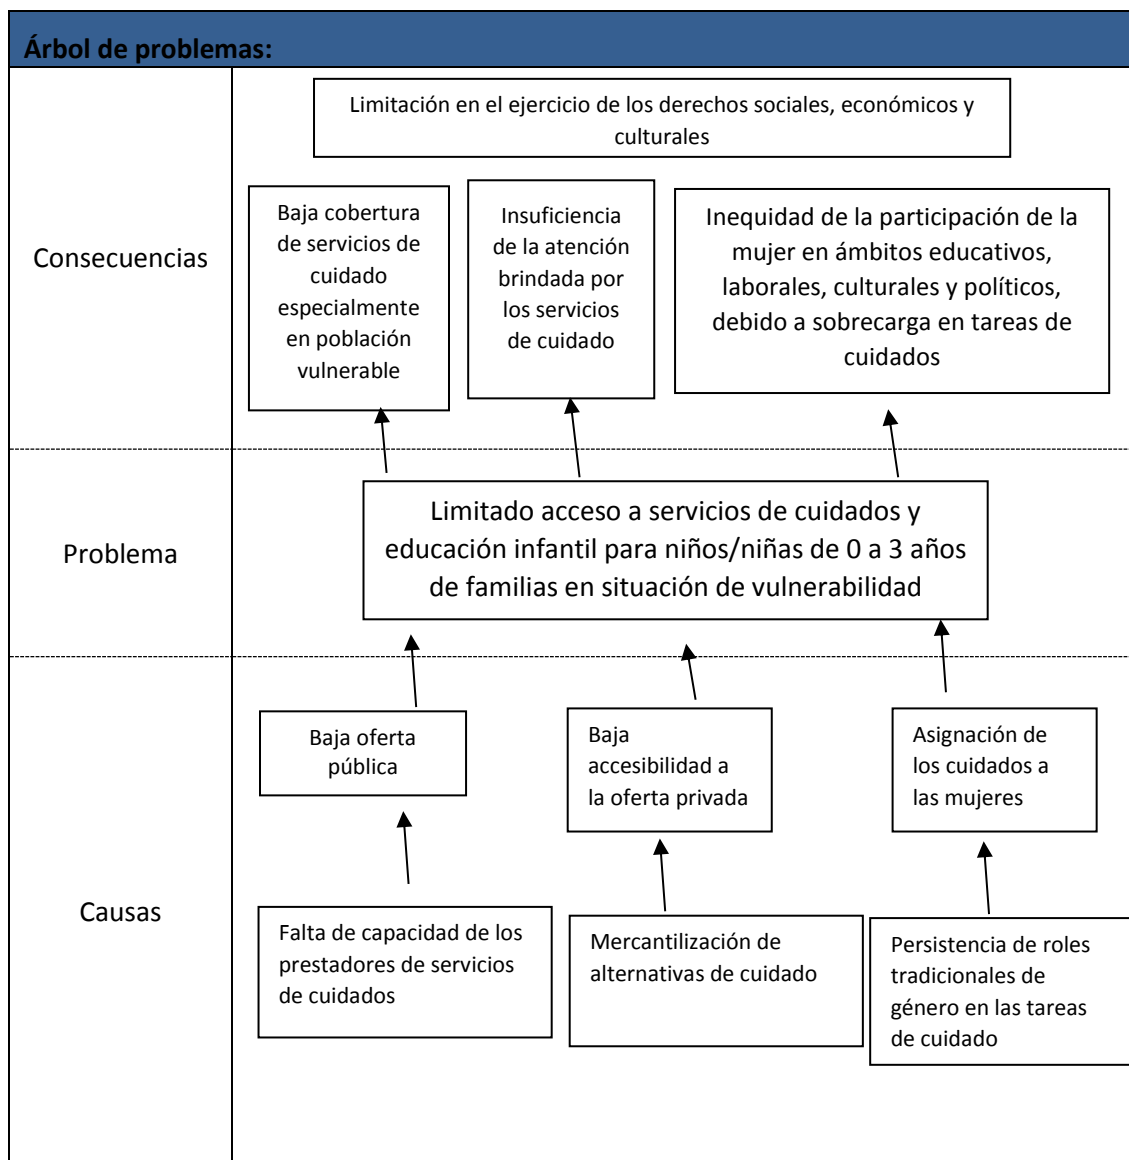 Árbol de problemas:
Limitación en el ejercicio de los derechos sociales, económicos y
culturales
Consecuencias
Baja cobertura
de servicios de
cuidado
especialmente
en población
vulnerable
Insuficiencia
de la atención
brindada por
los servicios
de cuidado
Inequidad de la participación de la
mujer en ámbitos educativos,
laborales, culturales y políticos,
debido a sobrecarga en tareas de
cuidados
Problema
Limitado acceso a servicios de cuidados y
educación infantil para niños/niñas de 0 a 3 años
de familias en situación de vulnerabilidad
Causas
Baja oferta
pública
Baja
accesibilidad a
la oferta privada
Asignación de
los cuidados a
las mujeres
Falta de capacidad de los
prestadores de servicios
de cuidados
Mercantilización de
alternativas de cuidado
Persistencia de roles
tradicionales de
género en las tareas
de cuidado